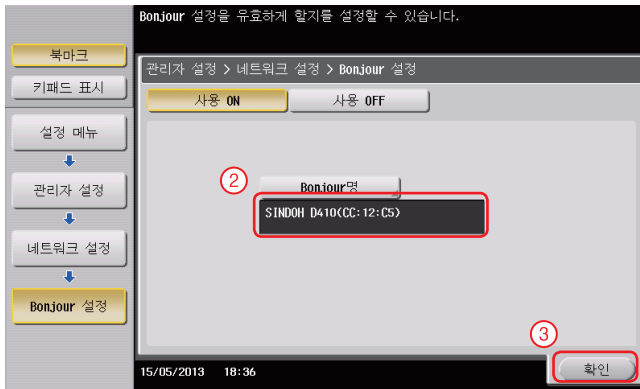 Bonjour 설정을 유효하게 할지를 설정할 수 있습니다.
북마크
키패드 표시
설정 메뉴
관리자 설정
네트워크 설정
Bonjour 설정
관리자 설정 > 네트워크 설정 > Bonjour 설정
사용 ON 사용 OFF
② Bonjour명
SINDOH D410(CC:12:C5)
③
15/05/2013 18:36 확인